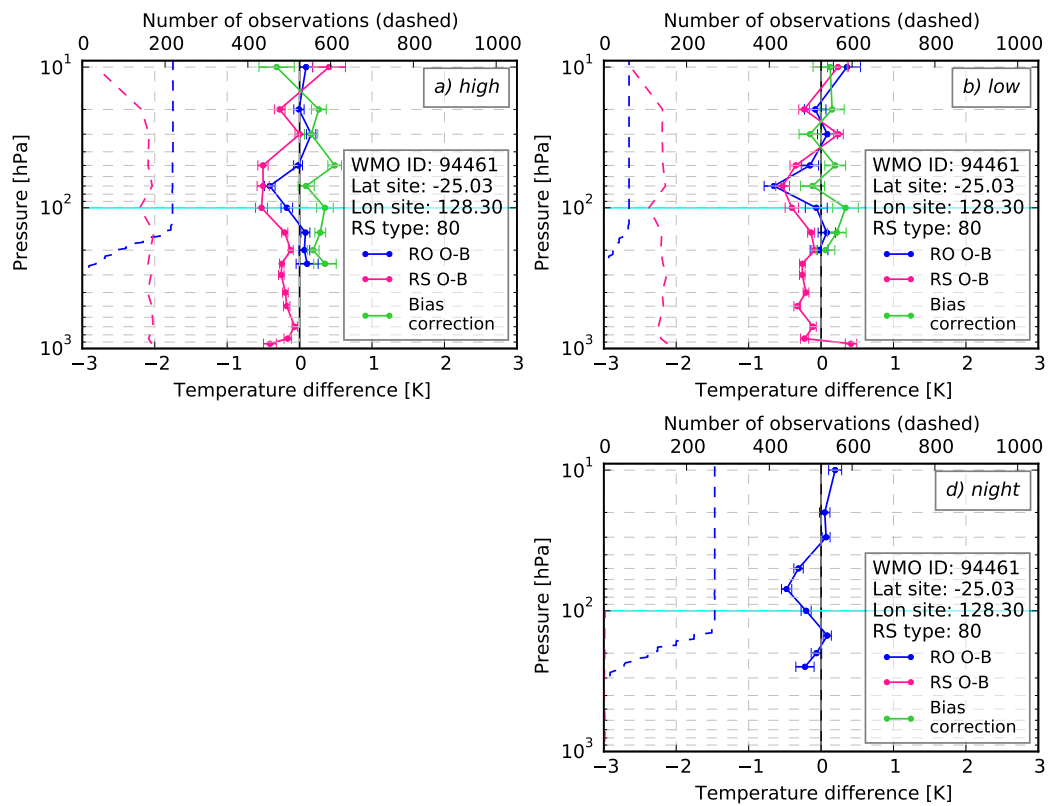 Number of observations (dashed)
0 200 400 600 800 1000
10¹
10²
10³
Pressure [hPa]
a) high
WMO ID: 94461
Lat site: -25.03
Lon site: 128.30
RS type: 80
RO O-B
RS O-B
Bias
correction
−3 −2 −1 0 1 2 3
Temperature difference [K]
Number of observations (dashed)
0 200 400 600 800 1000
10¹
10²
10³
Pressure [hPa]
b) low
WMO ID: 94461
Lat site: -25.03
Lon site: 128.30
RS type: 80
RO O-B
RS O-B
Bias
correction
−3 −2 −1 0 1 2 3
Temperature difference [K]
Number of observations (dashed)
0 200 400 600 800 1000
10¹
10²
10³
Pressure [hPa]
d) night
WMO ID: 94461
Lat site: -25.03
Lon site: 128.30
RS type: 80
RO O-B
RS O-B
Bias
correction
−3 −2 −1 0 1 2 3
Temperature difference [K]